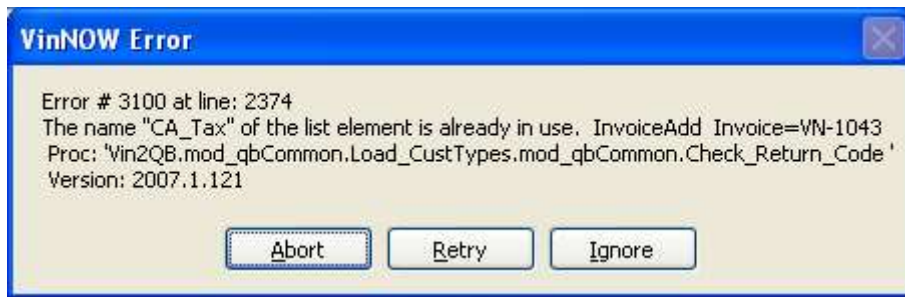 VinNOW Error
Error # 3100 at line: 2374
The name "CA_Tax" of the list element is already in use.  InvoiceAdd  Invoice=VN-1043
Proc: 'Vin2QB.mod_qbCommon.Load_CustTypes.mod_qbCommon.Check_Return_Code '
Version: 2007.1.121
Abort Retry Ignore